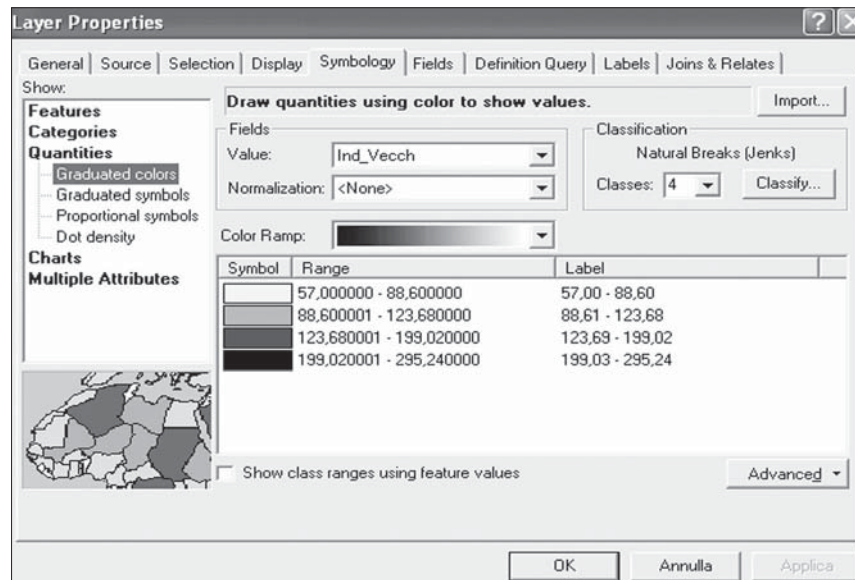 Layer Properties
General Source Selection Display Symbology Fields Definition Query Labels Joins & Relates
Show:
Features
Categories
Quantities
Graduated colors
Graduated symbols
Proportional symbols
Dot density
Charts
Multiple Attributes
Draw quantities using color to show values.
Import...
Fields
Value: Ind_Vecch
Normalization: <None>
Classification
Natural Breaks (Jenks)
Classes: 4 Classify...
Color Ramp:
Symbol Range Label
57,000000 - 88,600000 57,00 - 88,60
88,600001 - 123,680000 88,61 - 123,68
123,680001 - 199,020000 123,69 - 199,02
199,020001 - 295,240000 199,03 - 295,24
Show class ranges using feature values
Advanced
OK Annulla Applica